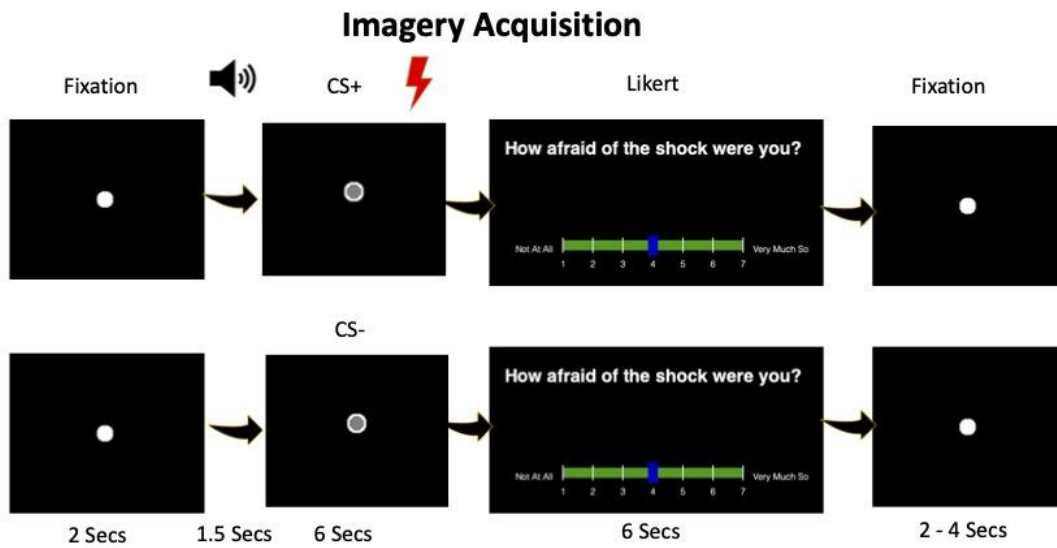 Imagery Acquisition
Fixation
CS+
Likert
Fixation
How afraid of the shock were you?
Not At All
Very Much So
1 2 3 4 5 6 7
CS-
How afraid of the shock were you?
Not At All
Very Much So
1 2 3 4 5 6 7
2 Secs
1.5 Secs
6 Secs
6 Secs
2 - 4 Secs